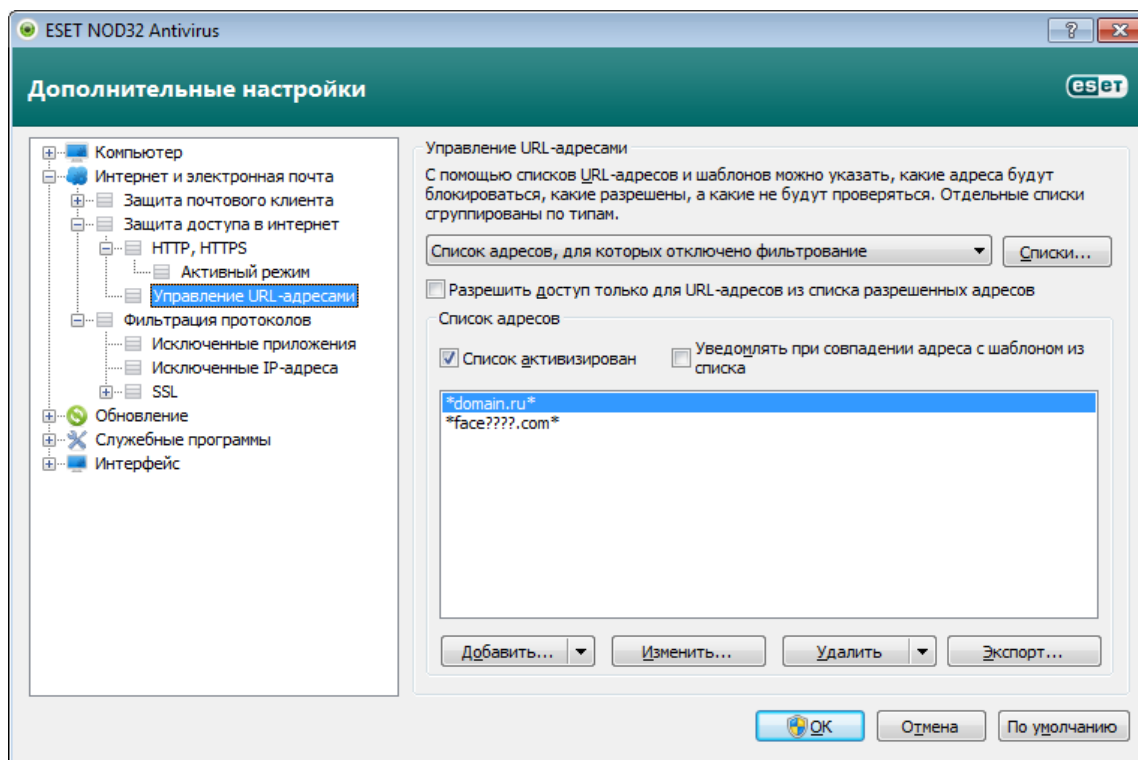 ESET NOD32 Antivirus
Дополнительные настройки
eset
Компьютер
Интернет и электронная почта
Защита почтового клиента
Защита доступа в интернет
HTTP, HTTPS
Активный режим
Управление URL-адресами
Фильтрация протоколов
Исключенные приложения
Исключенные IP-адреса
SSL
Обновление
Служебные программы
Интерфейс
Управление URL-адресами
С помощью списков URL-адресов и шаблонов можно указать, какие адреса будут
блокироваться, какие разрешены, а какие не будут проверяться. Отдельные списки
сгруппированы по типам.
Список адресов, для которых отключено фильтрование
Списки...
Разрешить доступ только для URL-адресов из списка разрешенных адресов
Список адресов
Список активизирован
Уведомлять при совпадении адреса с шаблоном из
списка
*domain.ru*
*face????.com*
Добавить...
Изменить...
Удалить
Экспорт...
OK
Отмена
По умолчанию